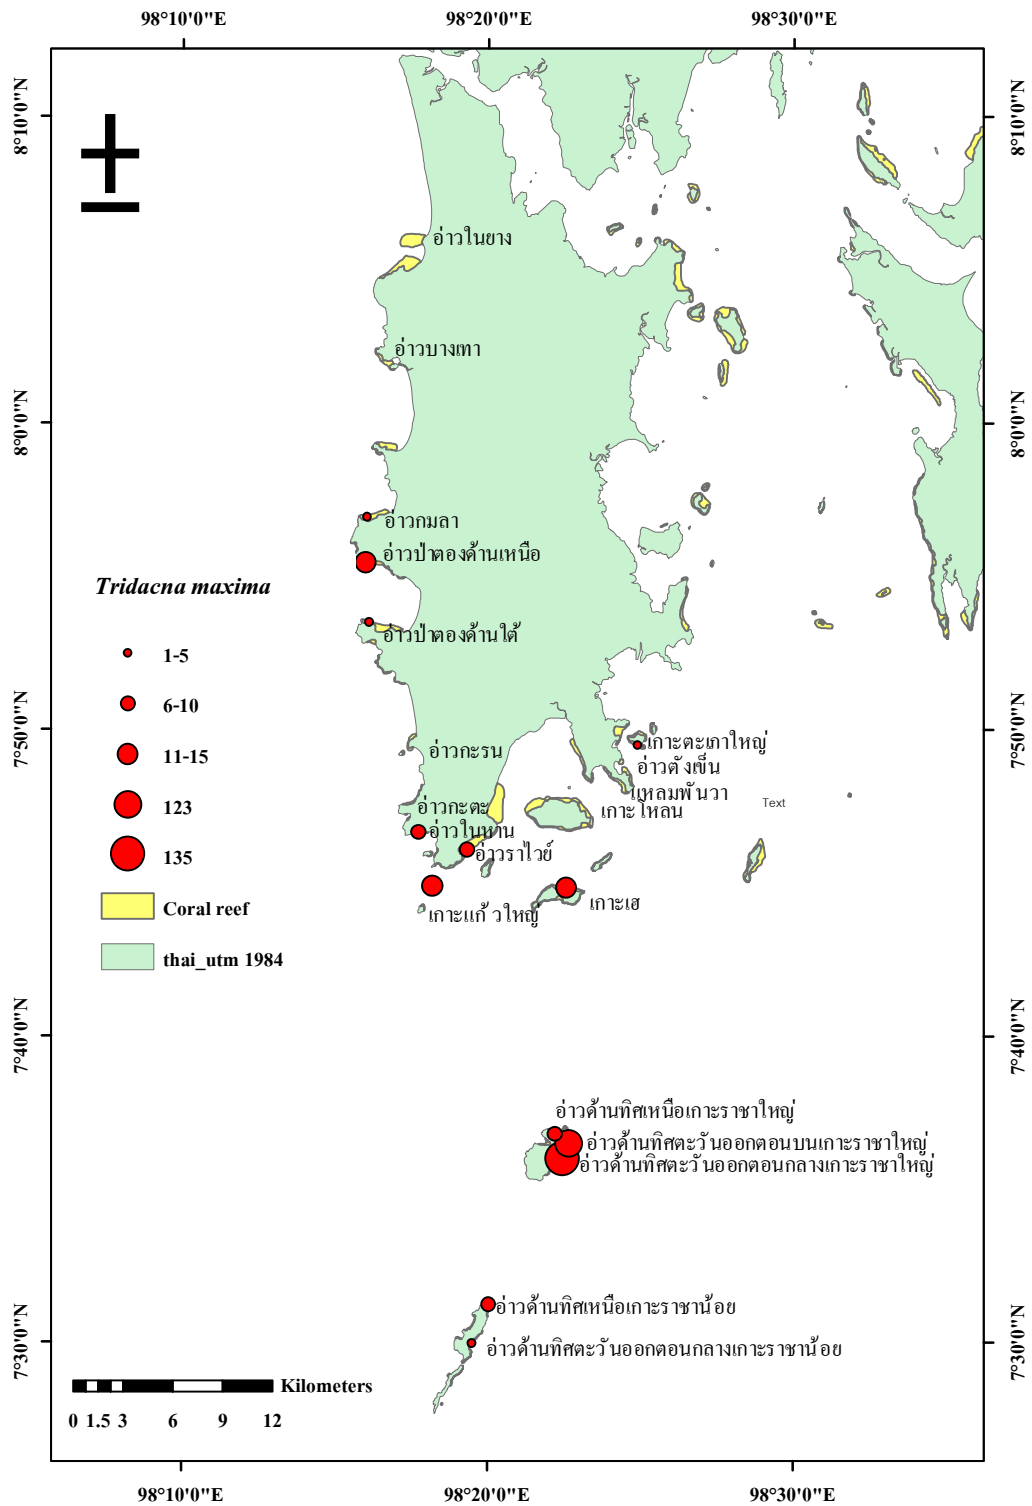 98°10'0"E 98°20'0"E 98°30'0"E
8°10'0"N 8°10'0"N
อ่าวในยาง
อ่าวบางเทา
8°0'0"N 8°0'0"N
อ่าวกมลา
อ่าวป่าตองด้านเหนือ
Tridacna maxima
อ่าวป่าตองด้านใต้
1-5
6-10
11-15
123
135
Coral reef
thai_utm 1984
7°50'0"N 7°50'0"N
เกาะตะเภาใหญ่
อ่าวกะรน
อ่าวตังเข็น
แหลมพันวา
Text
อ่าวกะตะ
เกาะโหลน
อ่าวในหาน
อ่าวราไวย์
เกาะเฮ
เกาะแก้วใหญ่
7°40'0"N 7°40'0"N
อ่าวด้านทิศเหนือเกาะราชาใหญ่
อ่าวด้านทิศตะวันออกตอนบนเกาะราชาใหญ่
อ่าวด้านทิศตะวันออกตอนกลางเกาะราชาใหญ่
อ่าวด้านทิศเหนือเกาะราชาน้อย
7°30'0"N 7°30'0"N
อ่าวด้านทิศตะวันออกตอนกลางเกาะราชาน้อย
Kilometers
0 1.5 3 6 9 12
98°10'0"E 98°20'0"E 98°30'0"E